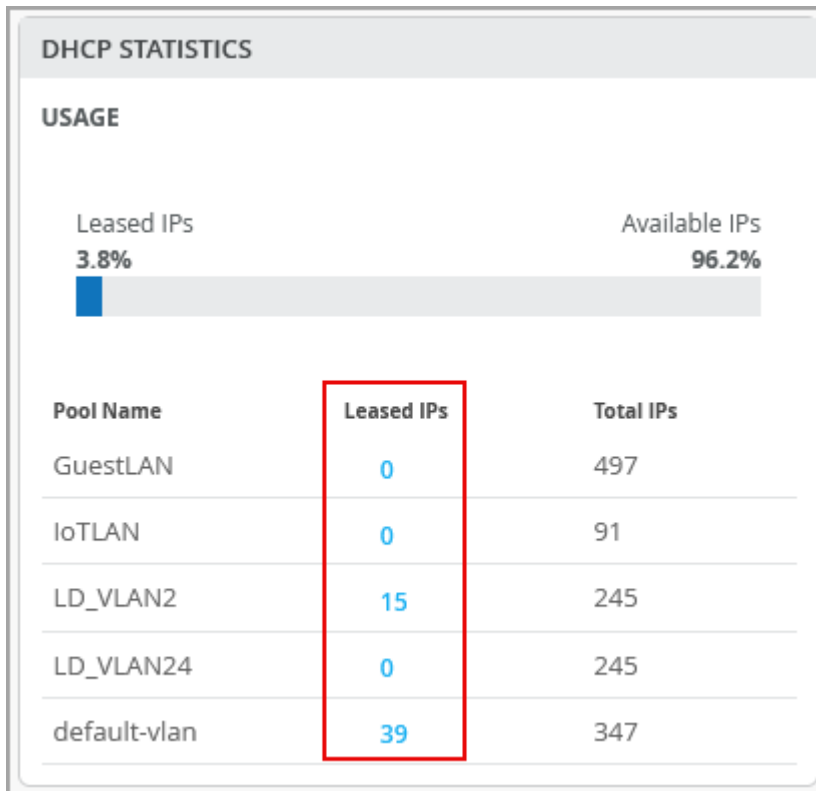 DHCP STATISTICS
USAGE
Leased IPs Available IPs
3.8% 96.2%
Pool Name Leased IPs Total IPs
GuestLAN 0 497
IoTLAN 0 91
LD_VLAN2 15 245
LD_VLAN24 0 245
default-vlan 39 347